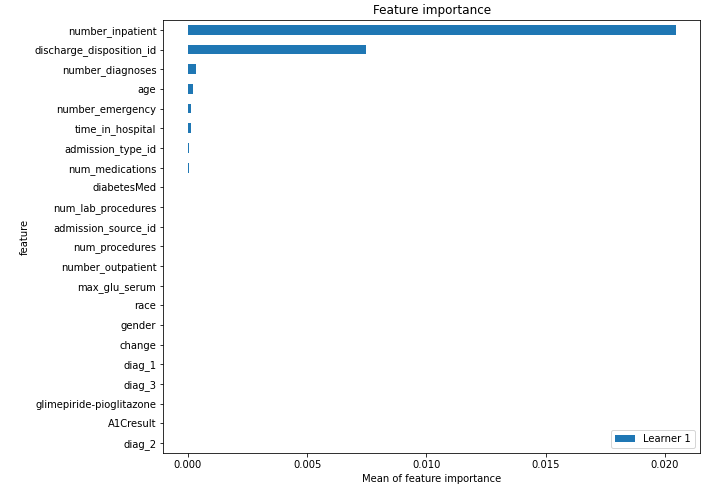 Feature importance
number_inpatient
discharge_disposition_id
number_diagnoses
age
number_emergency
time_in_hospital
admission_type_id
num_medications
diabetesMed
num_lab_procedures
admission_source_id
num_procedures
number_outpatient
max_glu_serum
race
gender
change
diag_1
diag_3
glimepiride-pioglitazone
A1Cresult
diag_2
feature
Learner 1
0.000 0.005 0.010 0.015 0.020
Mean of feature importance